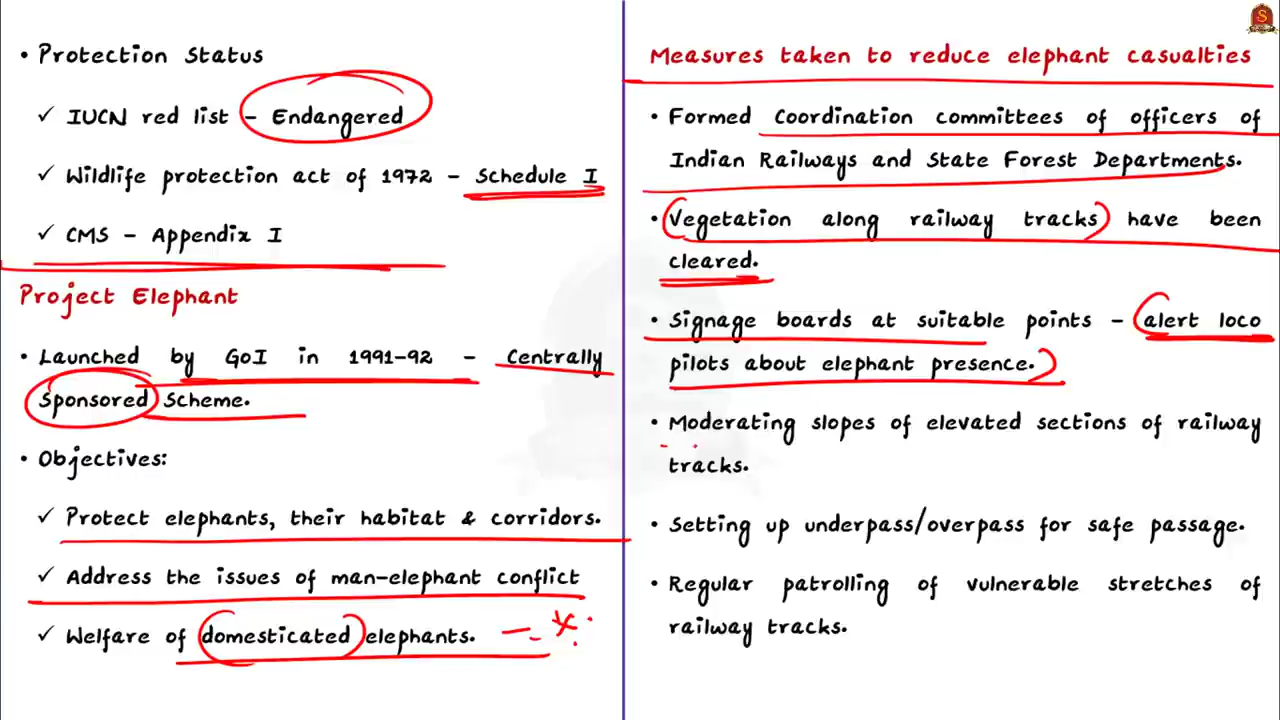 • Protection Status
✓ IUCN red list - Endangered
✓ Wildlife protection act of 1972 - Schedule I
✓ CMS - Appendix I
Project Elephant
• Launched by GoI in 1991-92 - Centrally
Sponsored Scheme.
• Objectives:
✓ Protect elephants, their habitat & corridors.
✓ Address the issues of man-elephant conflict
✓ Welfare of domesticated elephants.
Measures taken to reduce elephant casualties
• Formed Coordination committees of officers of
Indian Railways and State Forest Departments.
• Vegetation along railway tracks have been
cleared.
• Signage boards at suitable points - alert loco
pilots about elephant presence.
• Moderating slopes of elevated sections of railway
tracks.
• Setting up underpass/overpass for safe passage.
• Regular patrolling of vulnerable stretches of
railway tracks.